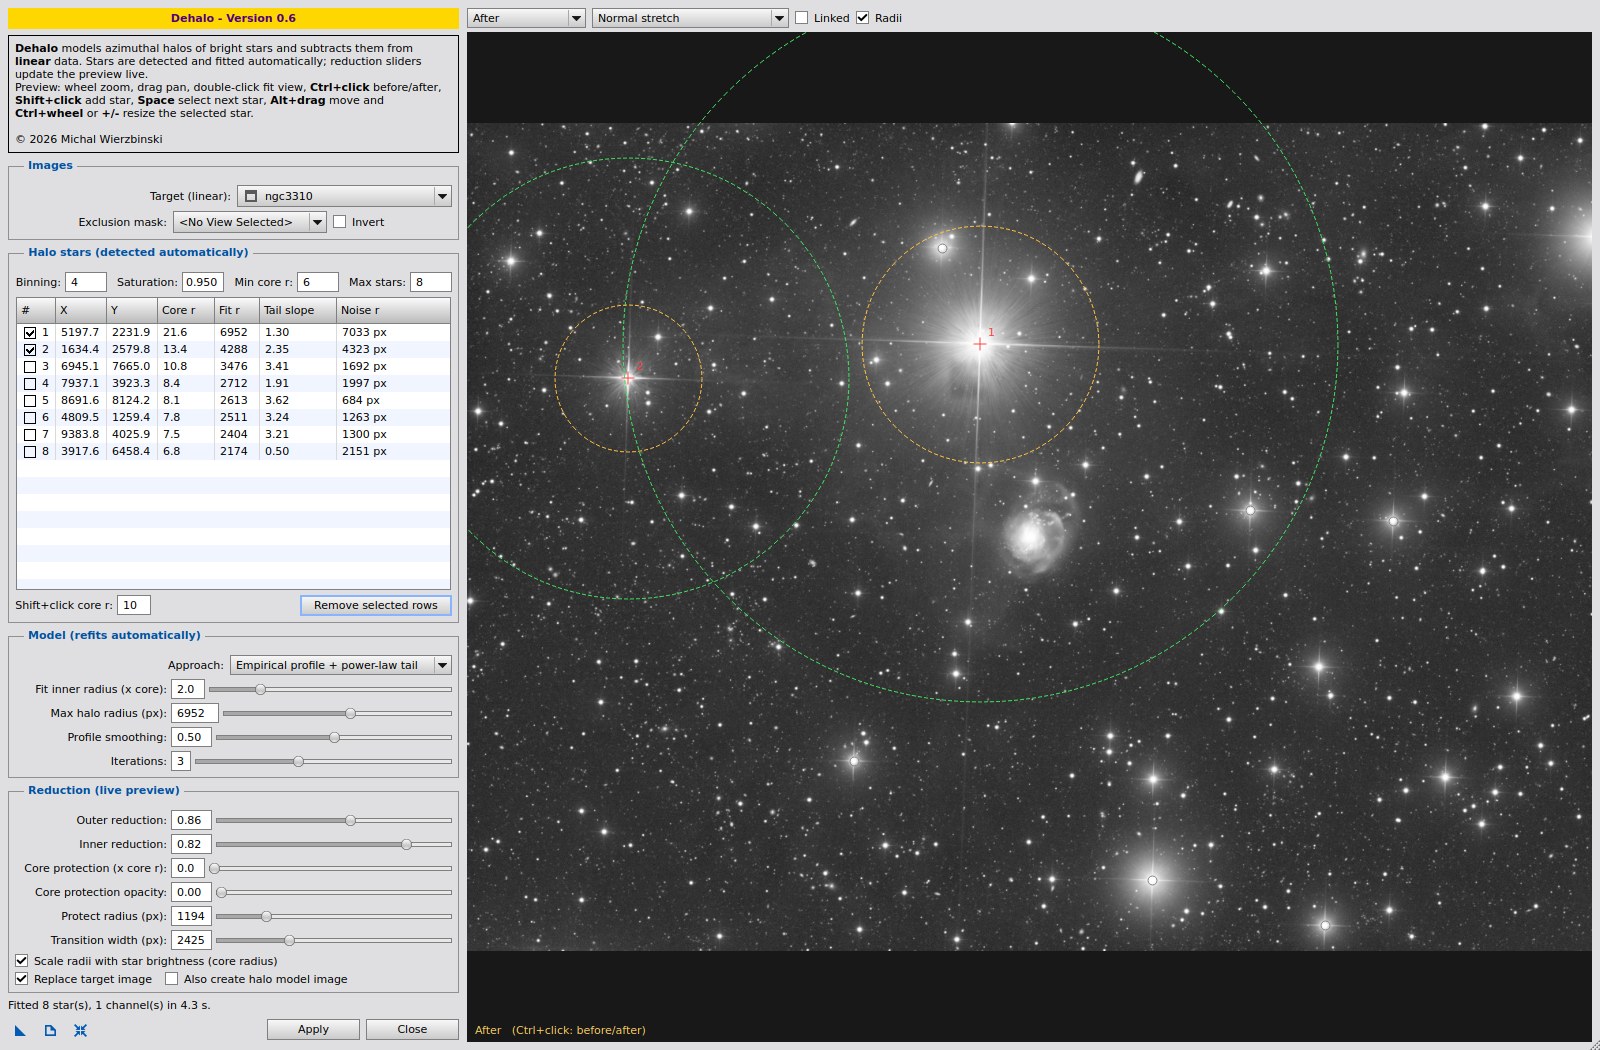 Dehalo - Version 0.6
Dehalo models azimuthal halos of bright stars and subtracts them from
linear data. Stars are detected and fitted automatically; reduction sliders
update the preview live.
Preview: wheel zoom, drag pan, double-click fit view, Ctrl+click before/after,
Shift+click add star, Space select next star, Alt+drag move and
Ctrl+wheel or +/- resize the selected star.
© 2026 Michal Wierzbinski
Images
Target (linear): ngc3310
Exclusion mask: <No View Selected> Invert
Halo stars (detected automatically)
Binning: 4 Saturation: 0.950 Min core r: 6 Max stars: 8
# X Y Core r Fit r Tail slope Noise r
1 5197.7 2231.9 21.6 6952 1.30 7033 px
2 1634.4 2579.8 13.4 4288 2.35 4323 px
3 6945.1 7665.0 10.8 3476 3.41 1692 px
4 7937.1 3923.3 8.4 2712 1.91 1997 px
5 8691.6 8124.2 8.1 2613 3.62 684 px
6 4809.5 1259.4 7.8 2511 3.24 1263 px
7 9383.8 4025.9 7.5 2404 3.21 1300 px
8 3917.6 6458.4 6.8 2174 0.50 2151 px
Shift+click core r: 10 Remove selected rows
Model (refits automatically)
Approach: Empirical profile + power-law tail
Fit inner radius (x core): 2.0
Max halo radius (px): 6952
Profile smoothing: 0.50
Iterations: 3
Reduction (live preview)
Outer reduction: 0.86
Inner reduction: 0.82
Core protection (x core r): 0.0
Core protection opacity: 0.00
Protect radius (px): 1194
Transition width (px): 2425
Scale radii with star brightness (core radius)
Replace target image Also create halo model image
Fitted 8 star(s), 1 channel(s) in 4.3 s.
Apply Close
After Normal stretch Linked Radii
1
2
After (Ctrl+click: before/after)